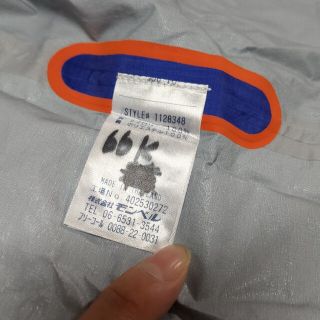 STYLE# 1128348
66K
MADE IN
工場No. 402530272
株式会社モンベル
TEL 06-6531-3544
フリーコール 0088-22-0031